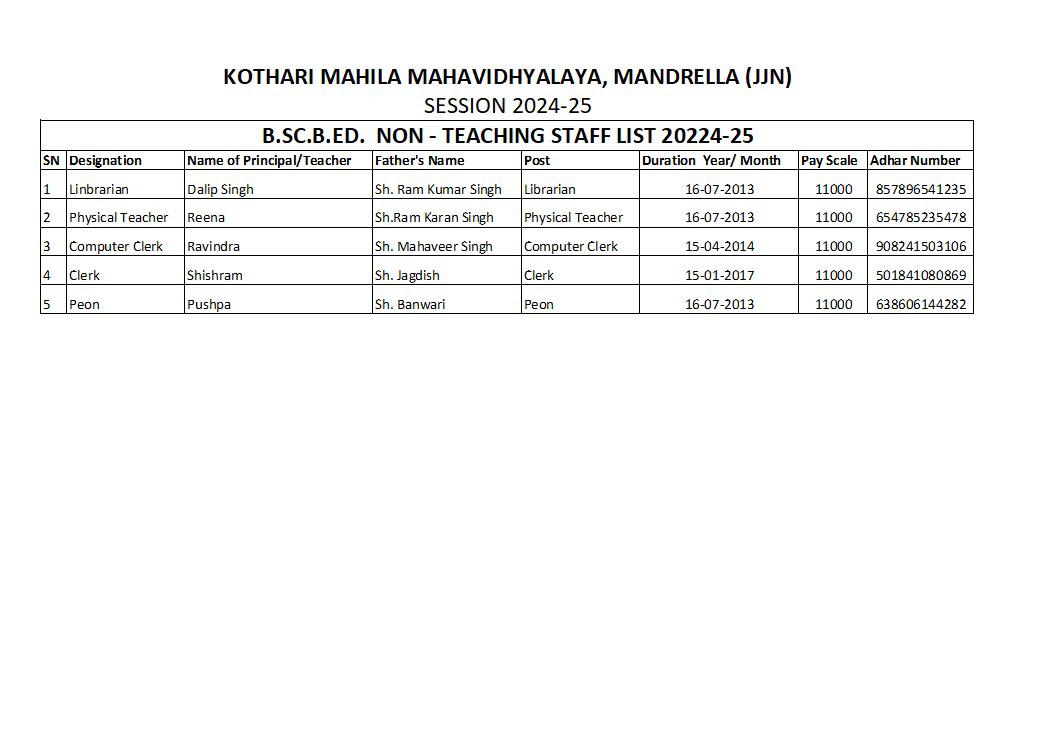 KOTHARI MAHILA MAHAVIDHYALAYA, MANDRELLA (JJN)
SESSION 2024-25
B.SC.B.ED. NON - TEACHING STAFF LIST 20224-25
SN Designation Name of Principal/Teacher Father's Name Post Duration Year/ Month Pay Scale Adhar Number
1 Linbrarian Dalip Singh Sh. Ram Kumar Singh Librarian 16-07-2013 11000 857896541235
2 Physical Teacher Reena Sh.Ram Karan Singh Physical Teacher 16-07-2013 11000 654785235478
3 Computer Clerk Ravindra Sh. Mahaveer Singh Computer Clerk 15-04-2014 11000 908241503106
4 Clerk Shishram Sh. Jagdish Clerk 15-01-2017 11000 501841080869
5 Peon Pushpa Sh. Banwari Peon 16-07-2013 11000 638606144282